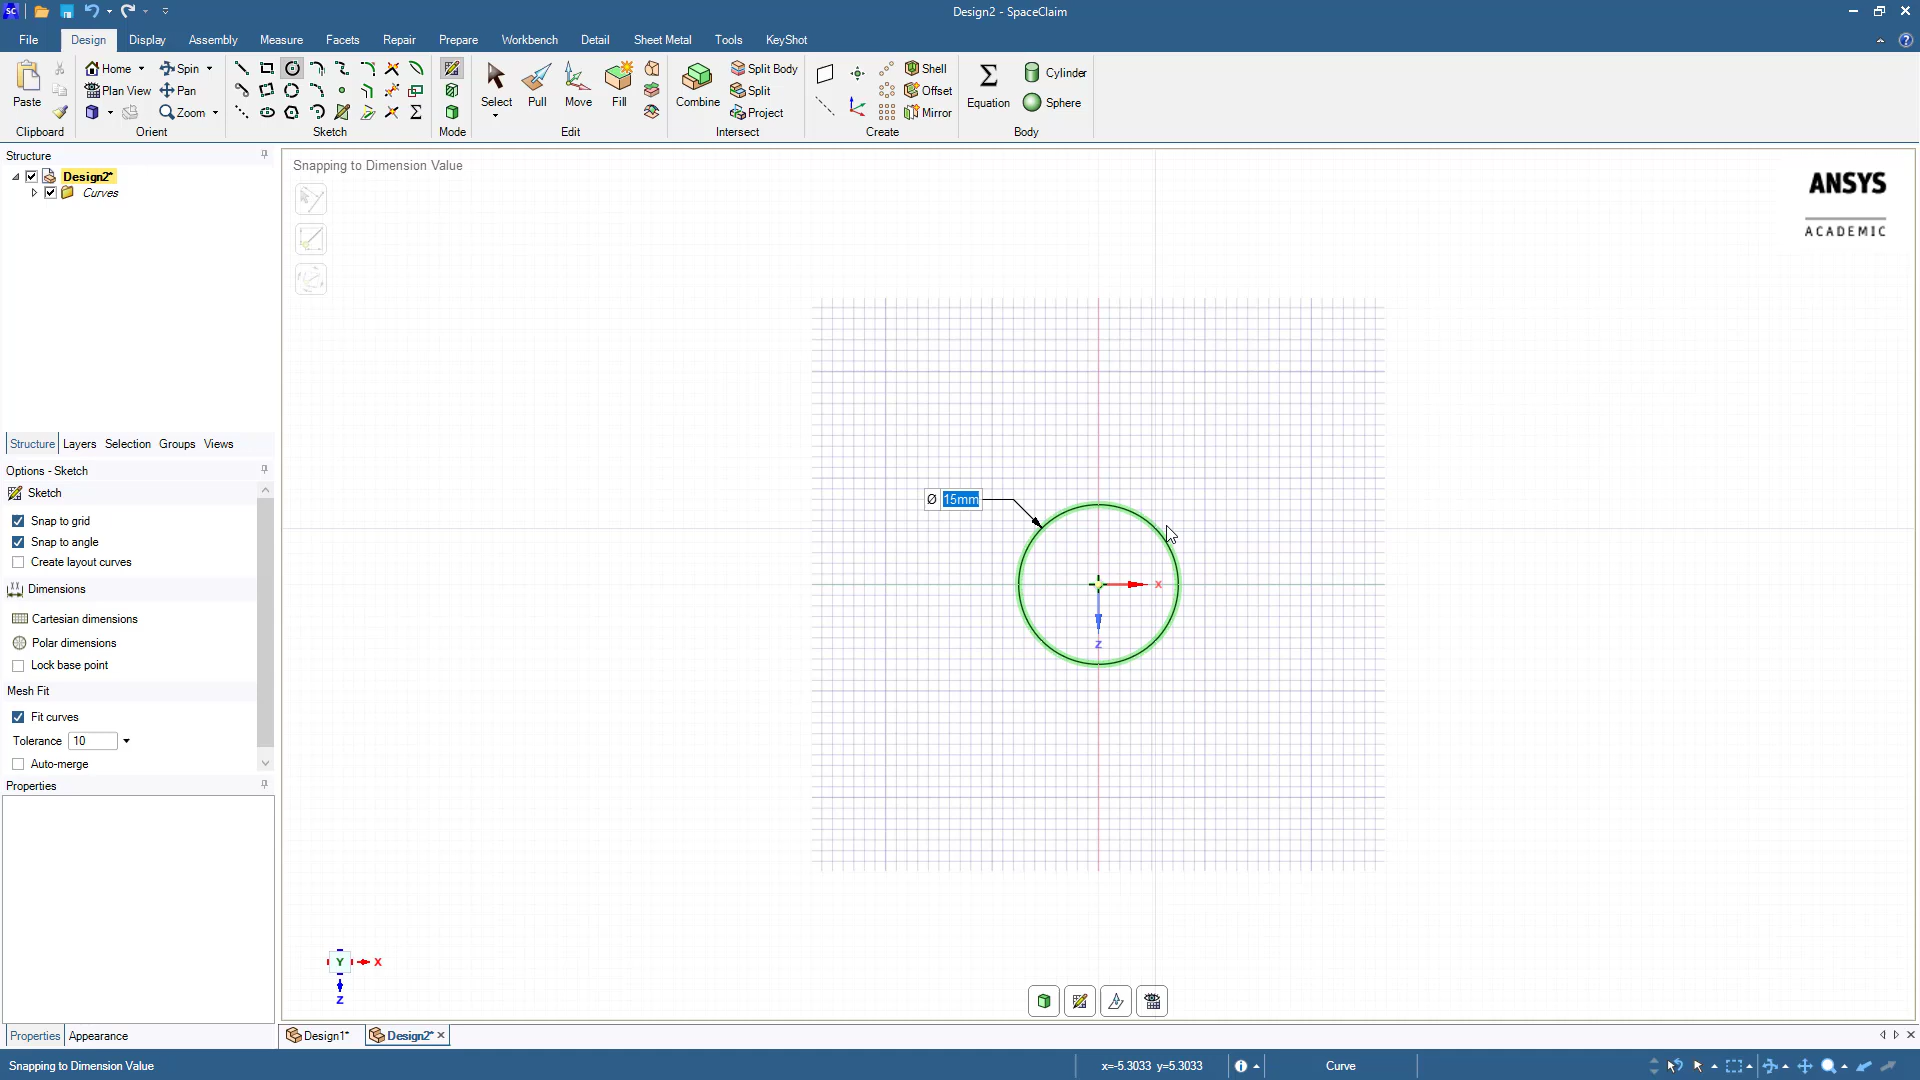 SC
Design2 - SpaceClaim
File Design Display Assembly Measure Facets Repair Prepare Workbench Detail Sheet Metal Tools KeyShot
Paste
Home
Plan View
Spin
Pan
Zoom
Select
Pull
Move
Fill
Combine
Split Body
Split
Project
Shell
Offset
Mirror
Σ
Equation
Cylinder
Sphere
Clipboard Orient Sketch Mode Edit Intersect Create Body
Structure
Design2*
Curves
Structure Layers Selection Groups Views
Options - Sketch
Sketch
Snap to grid
Snap to angle
Create layout curves
Dimensions
Cartesian dimensions
Polar dimensions
Lock base point
Mesh Fit
Fit curves
Tolerance 10
Auto-merge
Properties
Properties Appearance
Snapping to Dimension Value
ANSYS
ACADEMIC
Ø 15mm
X
Z
Y X
Z
Design1* Design2*
Snapping to Dimension Value x=-5.3033 y=5.3033 Curve